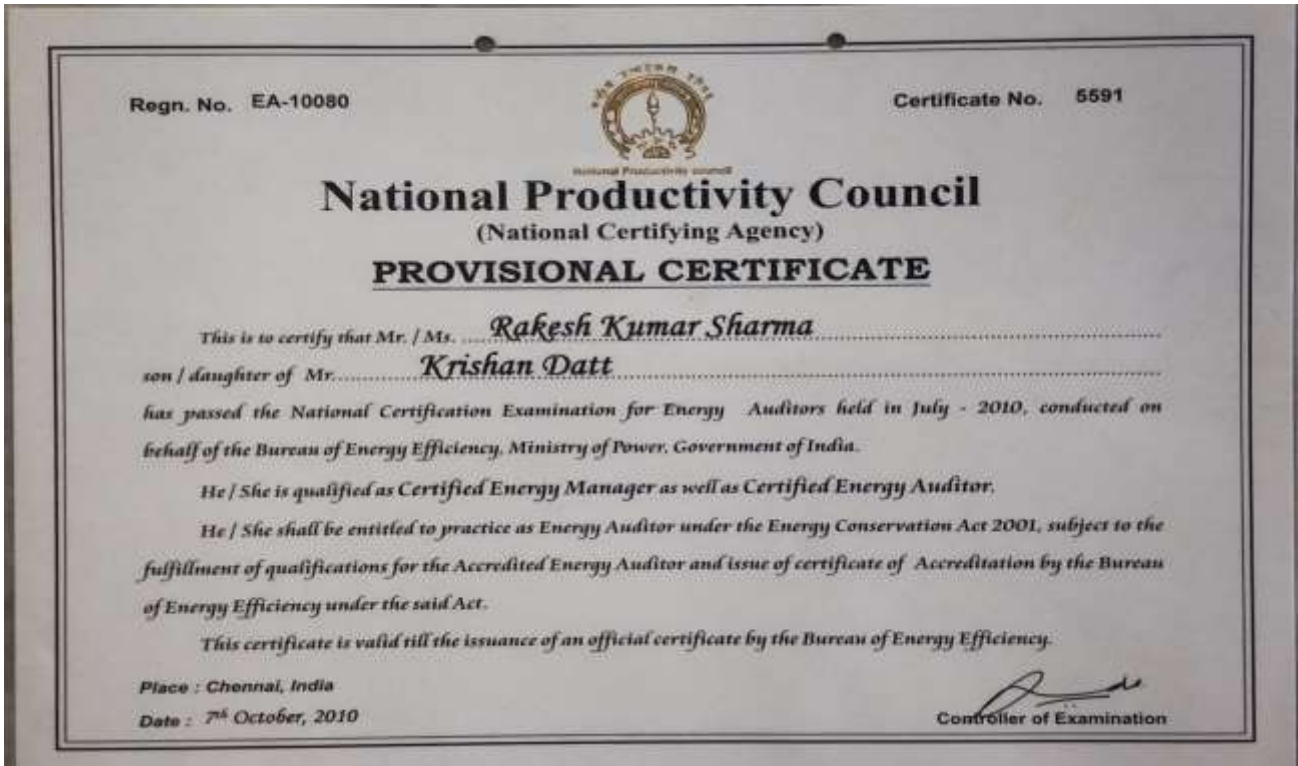 Regn. No. EA-10080
Certificate No. 5591
National Productivity council
National Productivity Council
(National Certifying Agency)
PROVISIONAL CERTIFICATE
This is to certify that Mr. / Ms. ..... Rakesh Kumar Sharma
son / daughter of Mr. ............ Krishan Datt
has passed the National Certification Examination for Energy Auditors held in July - 2010, conducted on
behalf of the Bureau of Energy Efficiency, Ministry of Power, Government of India.
He / She is qualified as Certified Energy Manager as well as Certified Energy Auditor.
He / She shall be entitled to practice as Energy Auditor under the Energy Conservation Act 2001, subject to the
fulfillment of qualifications for the Accredited Energy Auditor and issue of certificate of Accreditation by the Bureau
of Energy Efficiency under the said Act.
This certificate is valid till the issuance of an official certificate by the Bureau of Energy Efficiency.
Place : Chennai, India
Date : 7th October, 2010
Controller of Examination